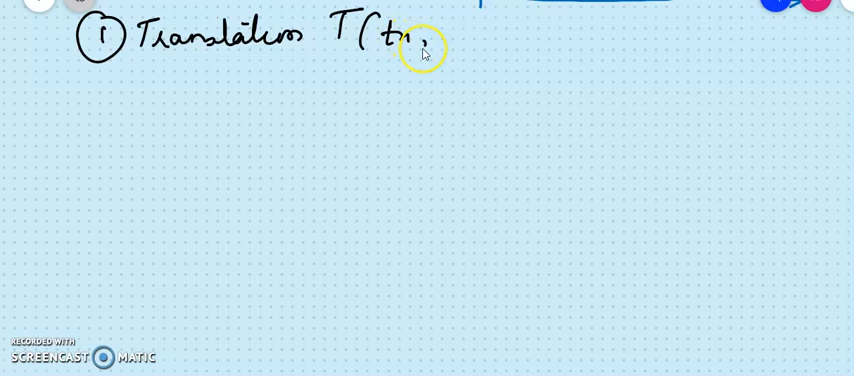 ① Translation T(tx,
RECORDED WITH
SCREENCAST MATIC